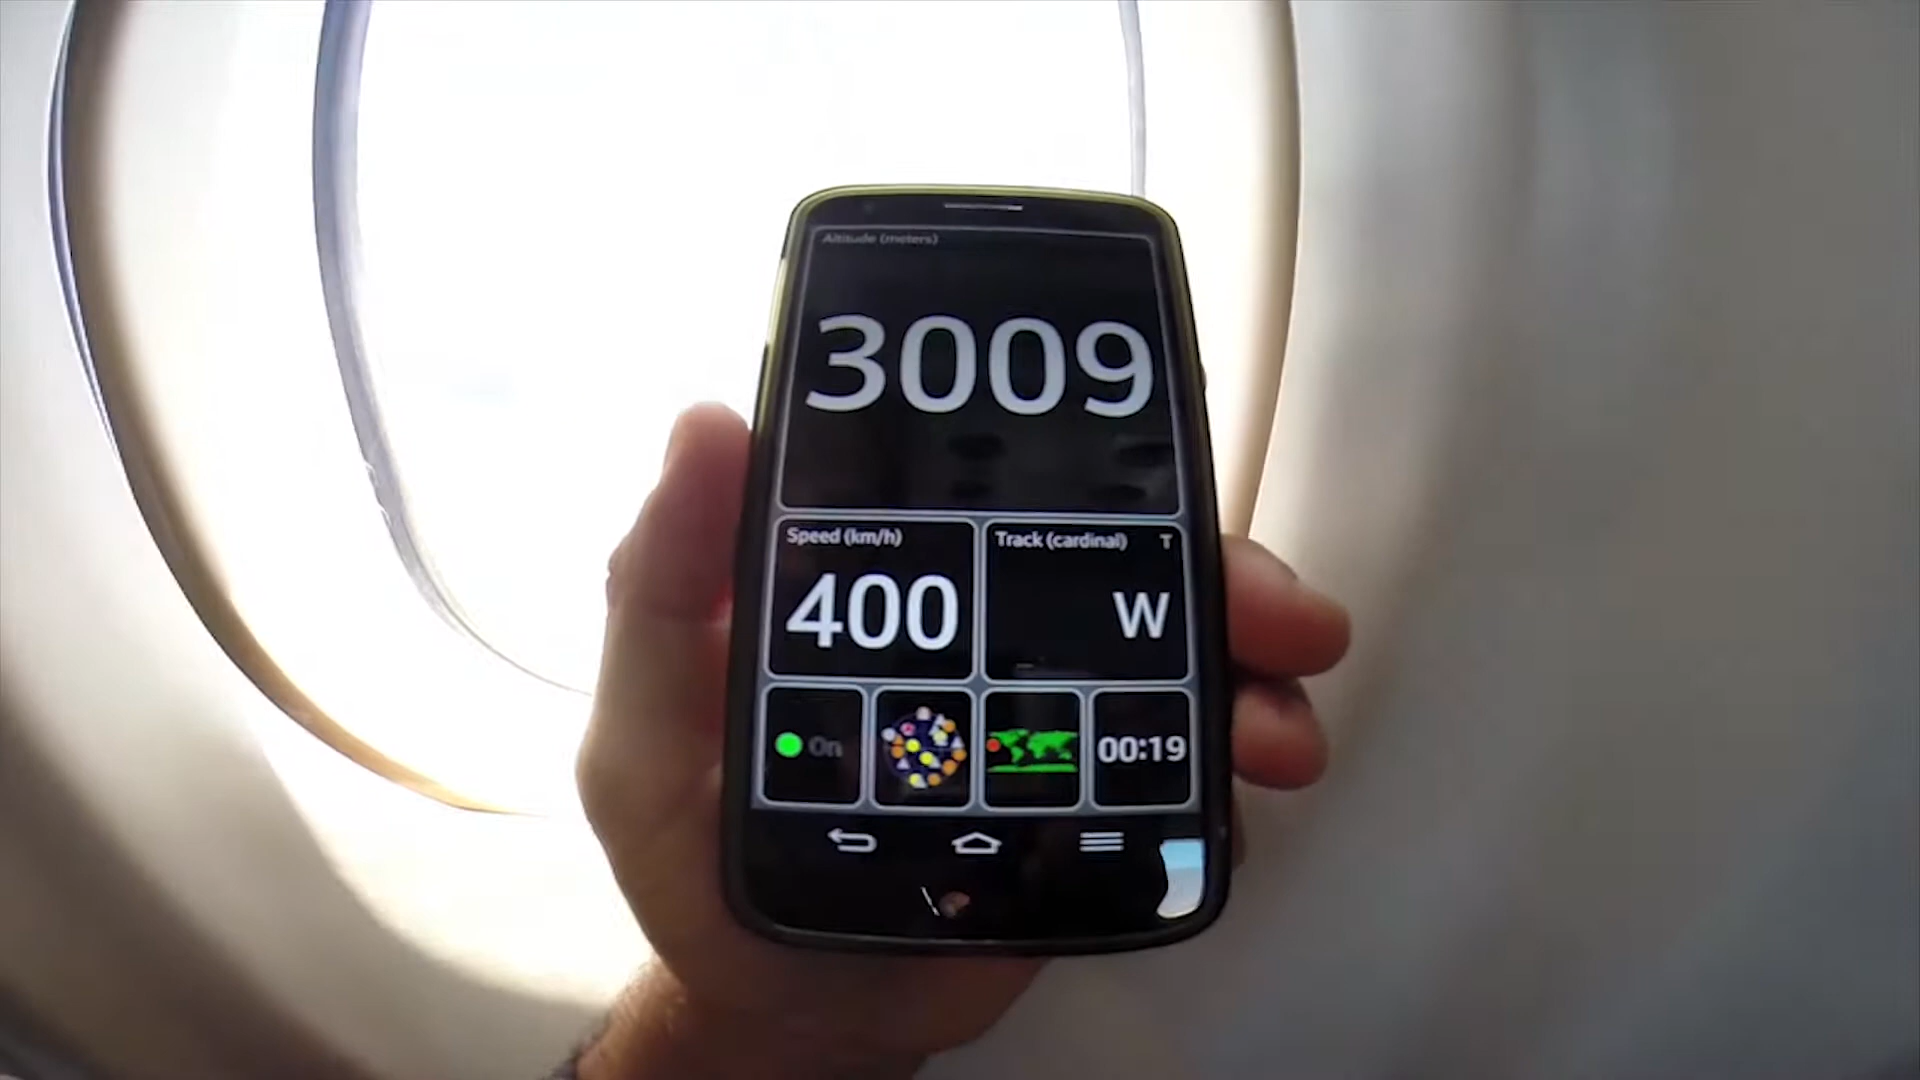 Altitude (meters)
3009
Speed (km/h)
400
Track (cardinal) T
W
On
00:19